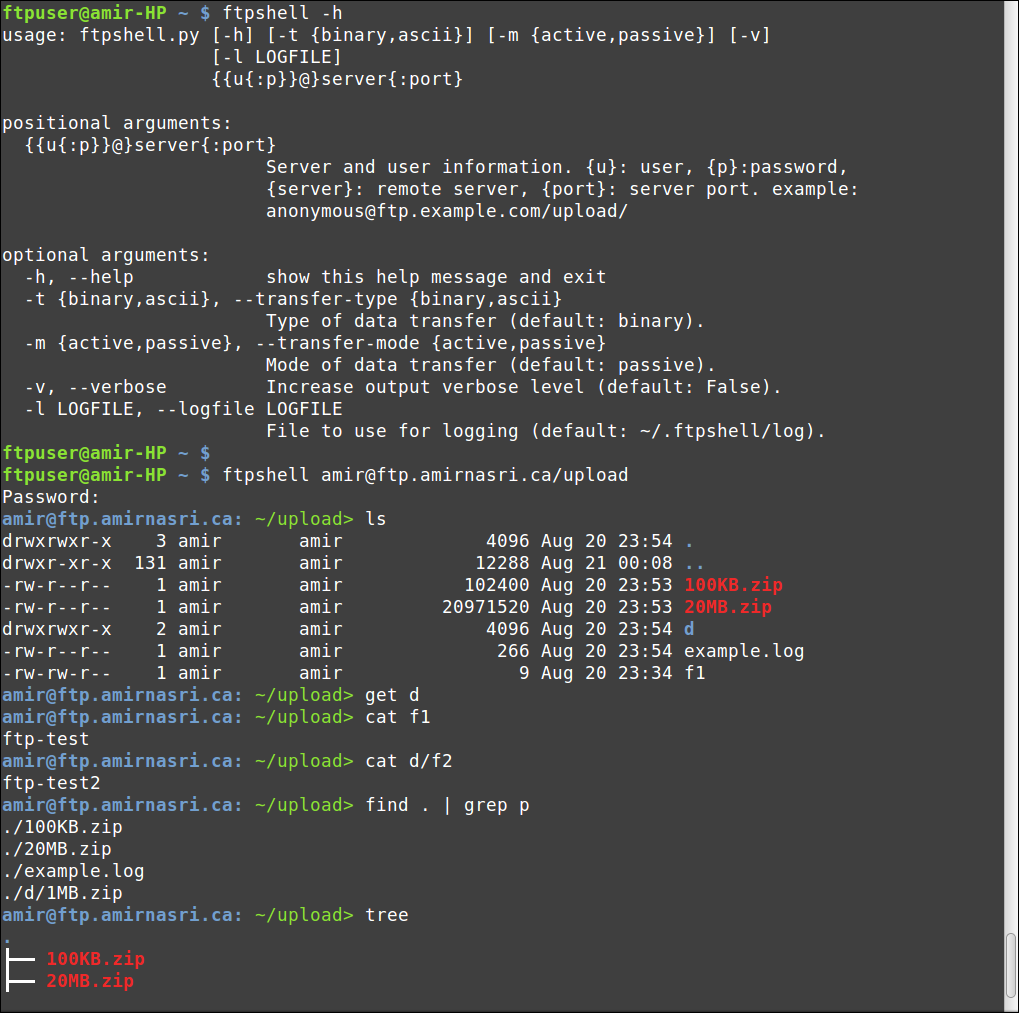 ftpuser@amir-HP ~ $ ftpshell -h
usage: ftpshell.py [-h] [-t {binary,ascii}] [-m {active,passive}] [-v]
                   [-l LOGFILE]
                   {{u{:p}}@}server{:port}

positional arguments:
  {{u{:p}}@}server{:port}
                        Server and user information. {u}: user, {p}:password,
                        {server}: remote server, {port}: server port. example:
                        anonymous@ftp.example.com/upload/

optional arguments:
  -h, --help            show this help message and exit
  -t {binary,ascii}, --transfer-type {binary,ascii}
                        Type of data transfer (default: binary).
  -m {active,passive}, --transfer-mode {active,passive}
                        Mode of data transfer (default: passive).
  -v, --verbose         Increase output verbose level (default: False).
  -l LOGFILE, --logfile LOGFILE
                        File to use for logging (default: ~/.ftpshell/log).
ftpuser@amir-HP ~ $
ftpuser@amir-HP ~ $ ftpshell amir@ftp.amirnasri.ca/upload
Password:
amir@ftp.amirnasri.ca: ~/upload> ls
drwxrwxr-x    3 amir       amir             4096 Aug 20 23:54 .
drwxr-xr-x  131 amir       amir            12288 Aug 21 00:08 ..
-rw-r--r--    1 amir       amir           102400 Aug 20 23:53 100KB.zip
-rw-r--r--    1 amir       amir         20971520 Aug 20 23:53 20MB.zip
drwxrwxr-x    2 amir       amir             4096 Aug 20 23:54 d
-rw-r--r--    1 amir       amir              266 Aug 20 23:54 example.log
-rw-rw-r--    1 amir       amir                9 Aug 20 23:34 f1
amir@ftp.amirnasri.ca: ~/upload> get d
amir@ftp.amirnasri.ca: ~/upload> cat f1
ftp-test
amir@ftp.amirnasri.ca: ~/upload> cat d/f2
ftp-test2
amir@ftp.amirnasri.ca: ~/upload> find . | grep p
./100KB.zip
./20MB.zip
./example.log
./d/1MB.zip
amir@ftp.amirnasri.ca: ~/upload> tree
.
├── 100KB.zip
├── 20MB.zip